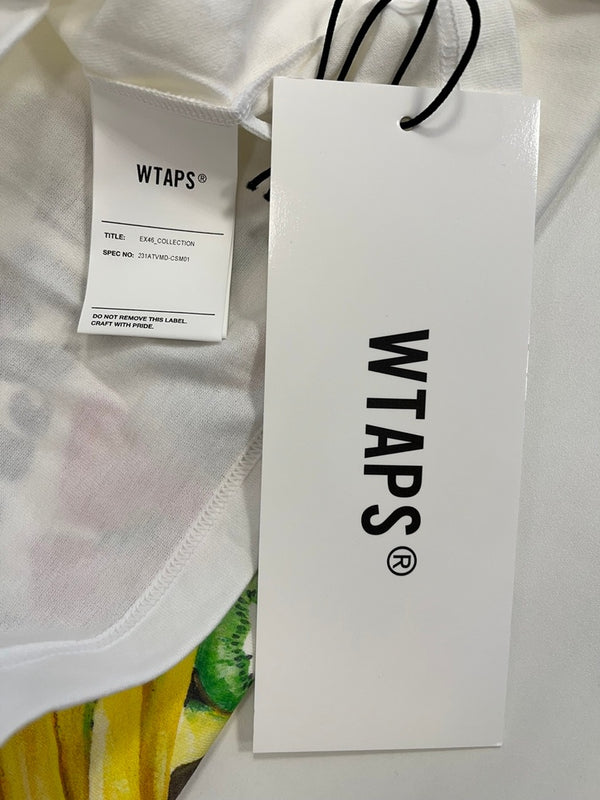 WTAPS®
TITLE: EX46_COLLECTION
SPEC NO: 231ATVMD-CSM01
DO NOT REMOVE THIS LABEL.
CRAFT WITH PRIDE.
WTAPS®